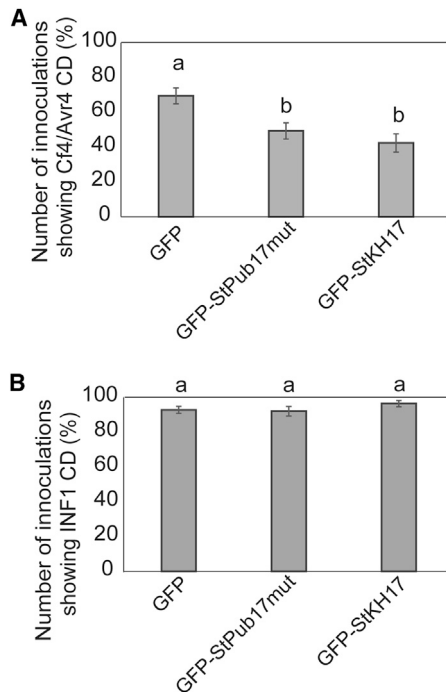 A
Number of innoculations
showing Cf4/Avr4 CD (%)
100
80
60
40
20
0
a
b
b
GFP
GFP-StPub17mut
GFP-StKH17
B
Number of innoculations
showing INF1 CD (%)
100
80
60
40
20
0
a
a
a
GFP
GFP-StPub17mut
GFP-StKH17